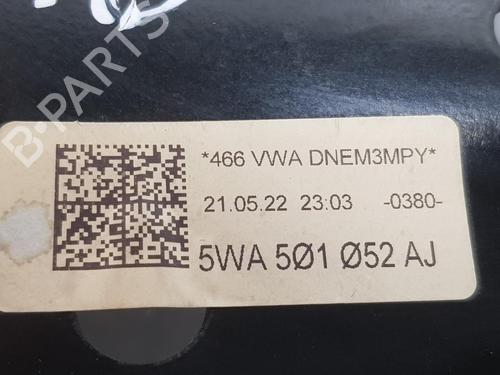 B-PARTS
*466 VWA DNEM3MPY*
21.05.22 23:03 -0380-
5WA 5Ø1 Ø52 AJ